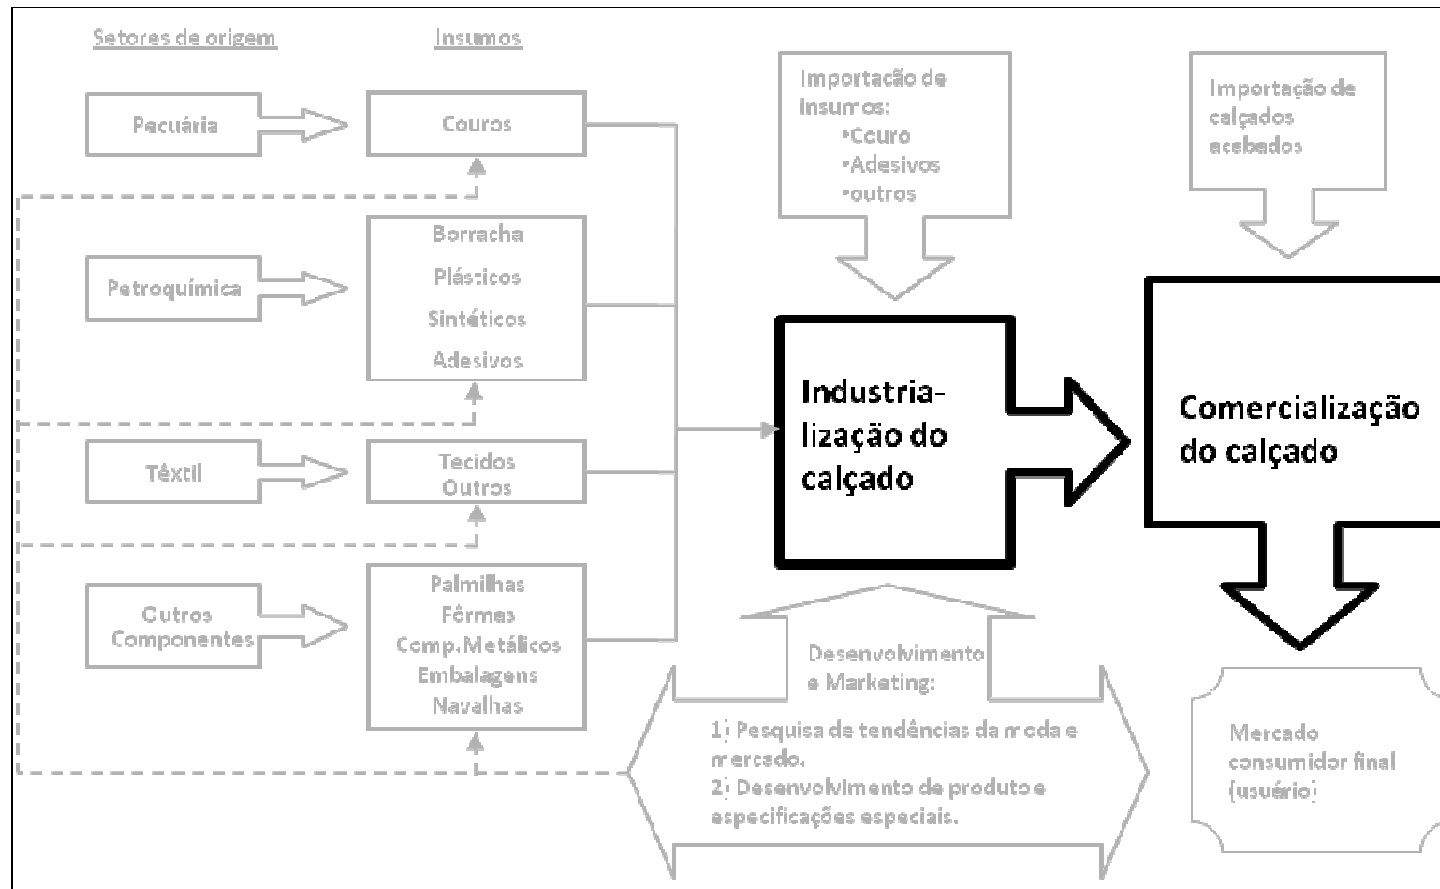 Setores de origem
Insumos
Pecuária
Couros
Petroquímica
Borracha
Plásticos
Sintéticos
Adesivos
Têxtil
Tecidos
Outros
Outros
Componentes
Palmilhas
Fôrmas
Comp.Metálicos
Embalagens
Navalhas
Importação de
insumos:
•Couro
•Adesivos
•outros
Importação de
calçados
acabados
Industria-
lização do
calçado
Comercialização
do calçado
Desenvolvimento
e Marketing:
1) Pesquisa de tendências da moda e
mercado.
2) Desenvolvimento de produto e
especificações especiais.
Mercado
consumidor final
(usuário)